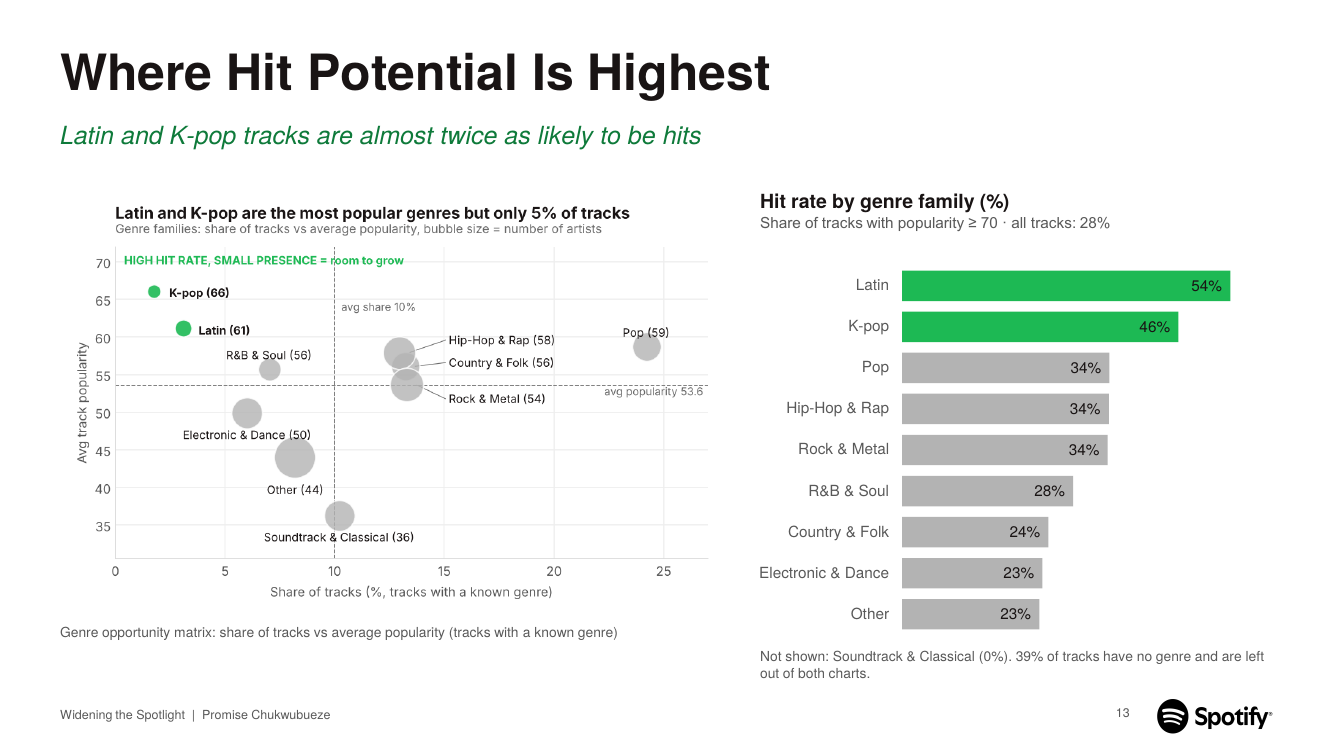 Where Hit Potential Is Highest
Latin and K-pop tracks are almost twice as likely to be hits
Latin and K-pop are the most popular genres but only 5% of tracks
Genre families: share of tracks vs average popularity, bubble size = number of artists
HIGH HIT RATE, SMALL PRESENCE = room to grow
K-pop (66)
avg share 10%
Latin (61)
R&B & Soul (56)
Hip-Hop & Rap (58)
Pop (59)
Country & Folk (56)
avg popularity 53.6
Rock & Metal (54)
Electronic & Dance (50)
Other (44)
Soundtrack & Classical (36)
Avg track popularity
70
65
60
55
50
45
40
35
0 5 10 15 20 25
Share of tracks (%, tracks with a known genre)
Genre opportunity matrix: share of tracks vs average popularity (tracks with a known genre)
Hit rate by genre family (%)
Share of tracks with popularity ≥ 70 · all tracks: 28%
Latin 54%
K-pop 46%
Pop 34%
Hip-Hop & Rap 34%
Rock & Metal 34%
R&B & Soul 28%
Country & Folk 24%
Electronic & Dance 23%
Other 23%
Not shown: Soundtrack & Classical (0%). 39% of tracks have no genre and are left
out of both charts.
Widening the Spotlight | Promise Chukwubueze
13
Spotify®